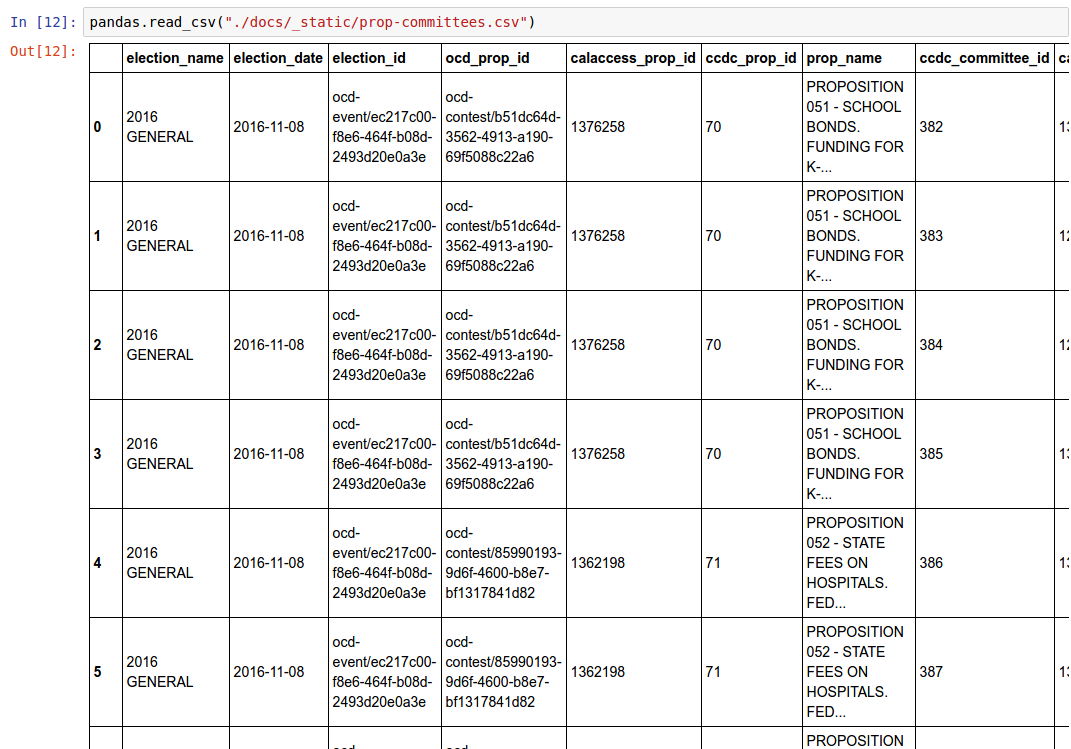 In [12]: pandas.read_csv("./docs/_static/prop-committees.csv")
Out[12]:
election_name election_date election_id ocd_prop_id calaccess_prop_id ccdc_prop_id prop_name ccdc_committee_id ca
0 2016 GENERAL 2016-11-08 ocd-event/ec217c00-f8e6-464f-b08d-2493d20e0a3e ocd-contest/b51dc64d-3562-4913-a190-69f5088c22a6 1376258 70 PROPOSITION 051 - SCHOOL BONDS. FUNDING FOR K-... 382 13
1 2016 GENERAL 2016-11-08 ocd-event/ec217c00-f8e6-464f-b08d-2493d20e0a3e ocd-contest/b51dc64d-3562-4913-a190-69f5088c22a6 1376258 70 PROPOSITION 051 - SCHOOL BONDS. FUNDING FOR K-... 383 12
2 2016 GENERAL 2016-11-08 ocd-event/ec217c00-f8e6-464f-b08d-2493d20e0a3e ocd-contest/b51dc64d-3562-4913-a190-69f5088c22a6 1376258 70 PROPOSITION 051 - SCHOOL BONDS. FUNDING FOR K-... 384 12
3 2016 GENERAL 2016-11-08 ocd-event/ec217c00-f8e6-464f-b08d-2493d20e0a3e ocd-contest/b51dc64d-3562-4913-a190-69f5088c22a6 1376258 70 PROPOSITION 051 - SCHOOL BONDS. FUNDING FOR K-... 385 13
4 2016 GENERAL 2016-11-08 ocd-event/ec217c00-f8e6-464f-b08d-2493d20e0a3e ocd-contest/85990193-9d6f-4600-b8e7-bf1317841d82 1362198 71 PROPOSITION 052 - STATE FEES ON HOSPITALS. FED... 386 13
5 2016 GENERAL 2016-11-08 ocd-event/ec217c00-f8e6-464f-b08d-2493d20e0a3e ocd-contest/85990193-9d6f-4600-b8e7-bf1317841d82 1362198 71 PROPOSITION 052 - STATE FEES ON HOSPITALS. FED... 387 13
PROPOSITION